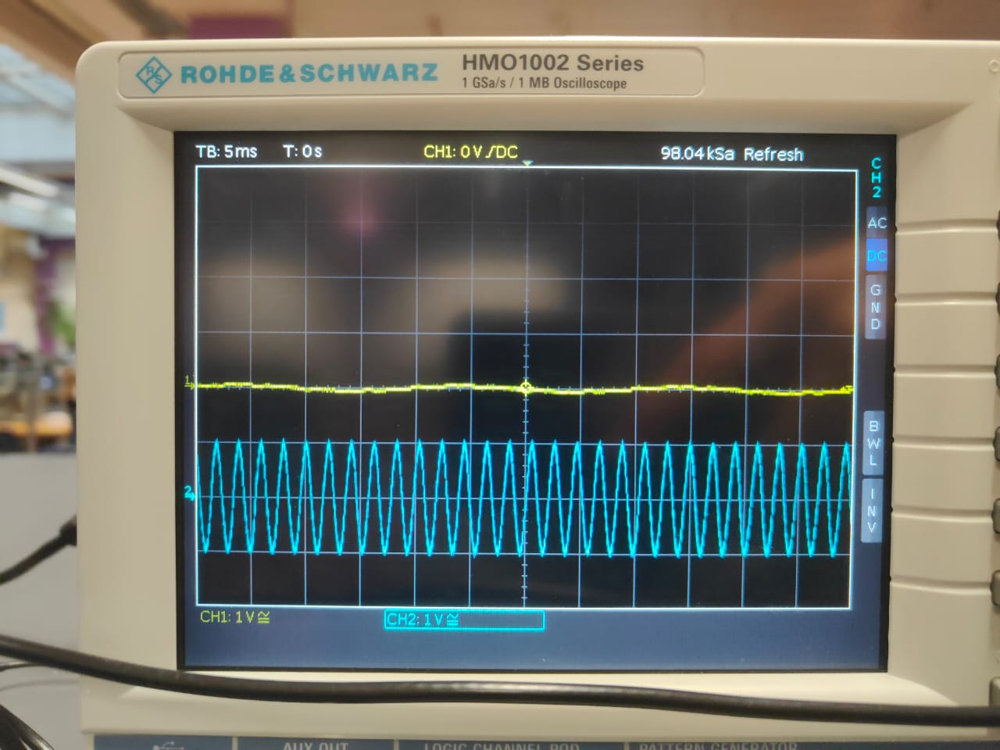 ROHDE & SCHWARZ
HMO1002 Series
1 GSa/s / 1 MB Oscilloscope
TB: 5ms T: 0s CH1: 0V / DC 98.04kSa Refresh
CH2
AC
DC
GND
BWL
INV
1
2
CH1: 1V≅
CH2: 1V≅
AUX OUT LOGIC CHANNEL POD PATTERN GENERATOR